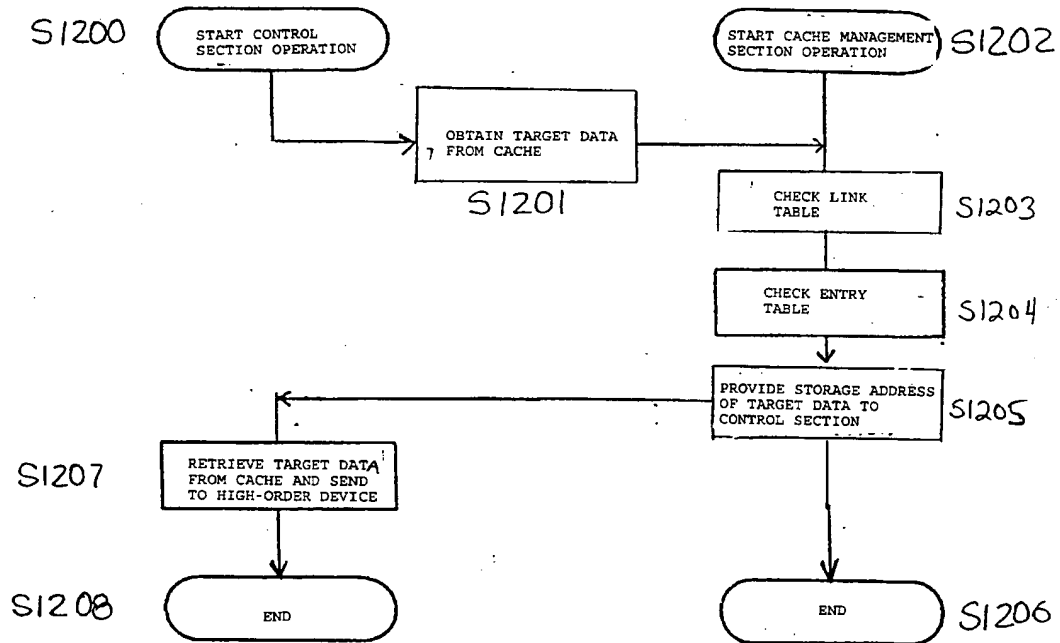 S1200
START CONTROL
SECTION OPERATION
START CACHE MANAGEMENT
SECTION OPERATION
S1202
OBTAIN TARGET DATA
FROM CACHE
S1201
CHECK LINK
TABLE
S1203
CHECK ENTRY
TABLE
S1204
PROVIDE STORAGE ADDRESS
OF TARGET DATA TO
CONTROL SECTION
S1205
S1207
RETRIEVE TARGET DATA
FROM CACHE AND SEND
TO HIGH-ORDER DEVICE
S1208
END
END
S1206